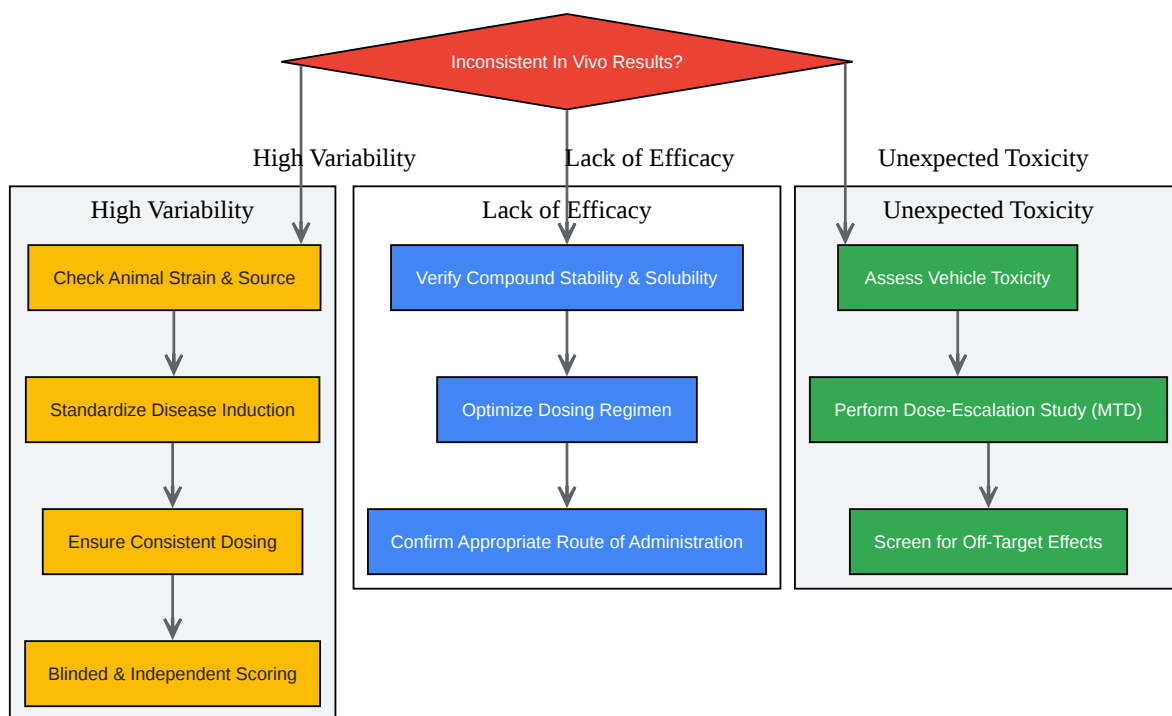 Inconsistent In Vivo Results?
High Variability
Lack of Efficacy
Unexpected Toxicity
High Variability
Check Animal Strain & Source
Standardize Disease Induction
Ensure Consistent Dosing
Blinded & Independent Scoring
Lack of Efficacy
Verify Compound Stability & Solubility
Optimize Dosing Regimen
Confirm Appropriate Route of Administration
Unexpected Toxicity
Assess Vehicle Toxicity
Perform Dose-Escalation Study (MTD)
Screen for Off-Target Effects